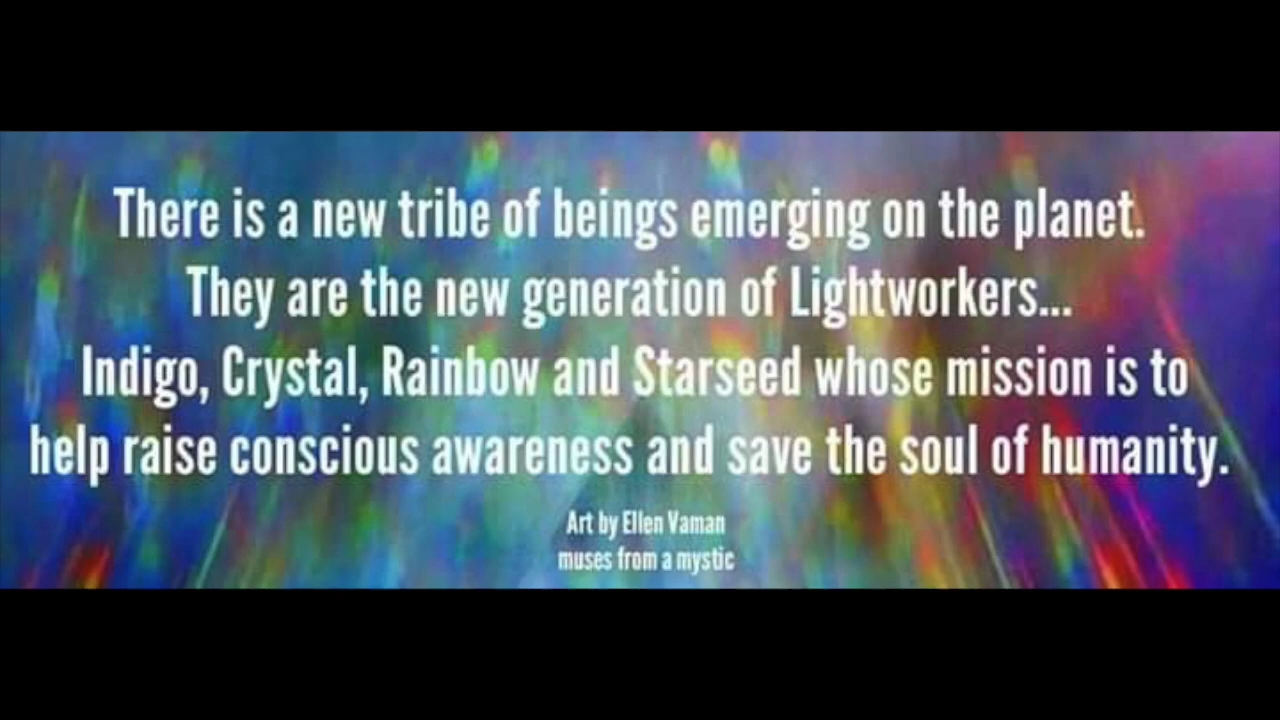 There is a new tribe of beings emerging on the planet.
They are the new generation of Lightworkers...
Indigo, Crystal, Rainbow and Starseed whose mission is to
help raise conscious awareness and save the soul of humanity.
Art by Ellen Vaman
muses from a mystic